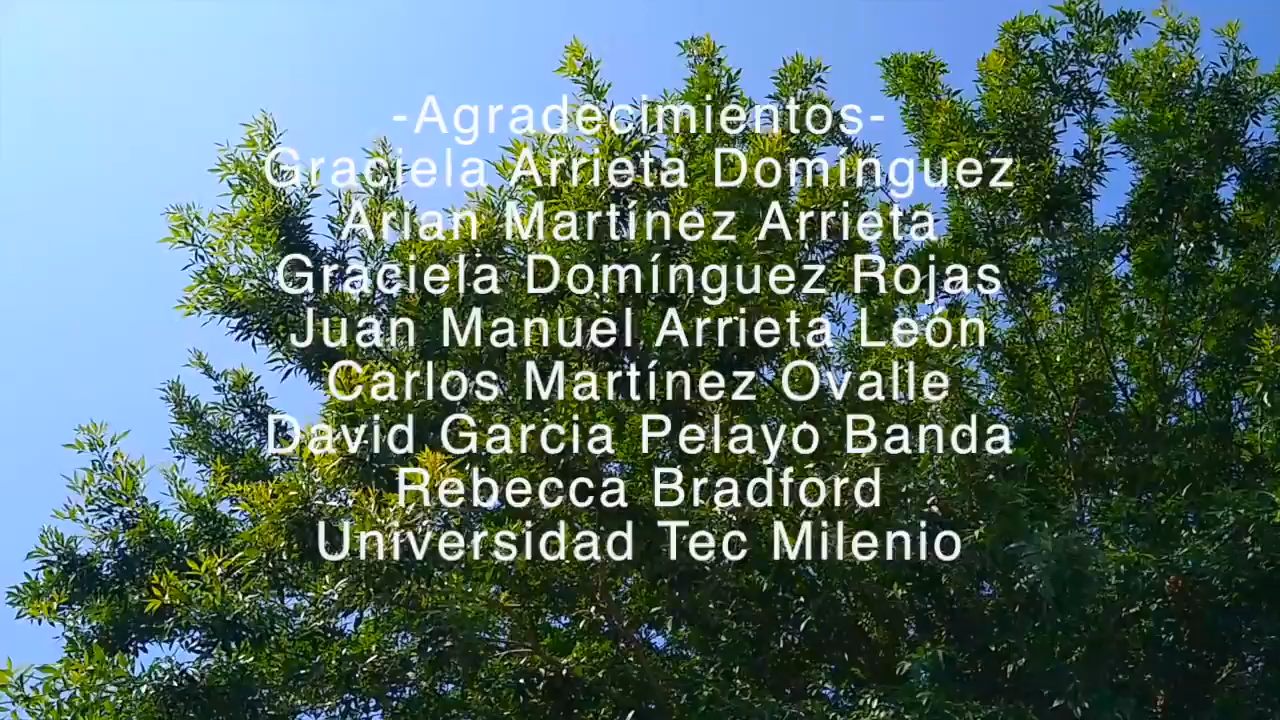 -Agradecimientos-
Graciela Arrieta Domínguez
Arian Martínez Arrieta
Graciela Domínguez Rojas
Juan Manuel Arrieta León
Carlos Martínez Ovalle
David Garcia Pelayo Banda
Rebecca Bradford
Universidad Tec Milenio